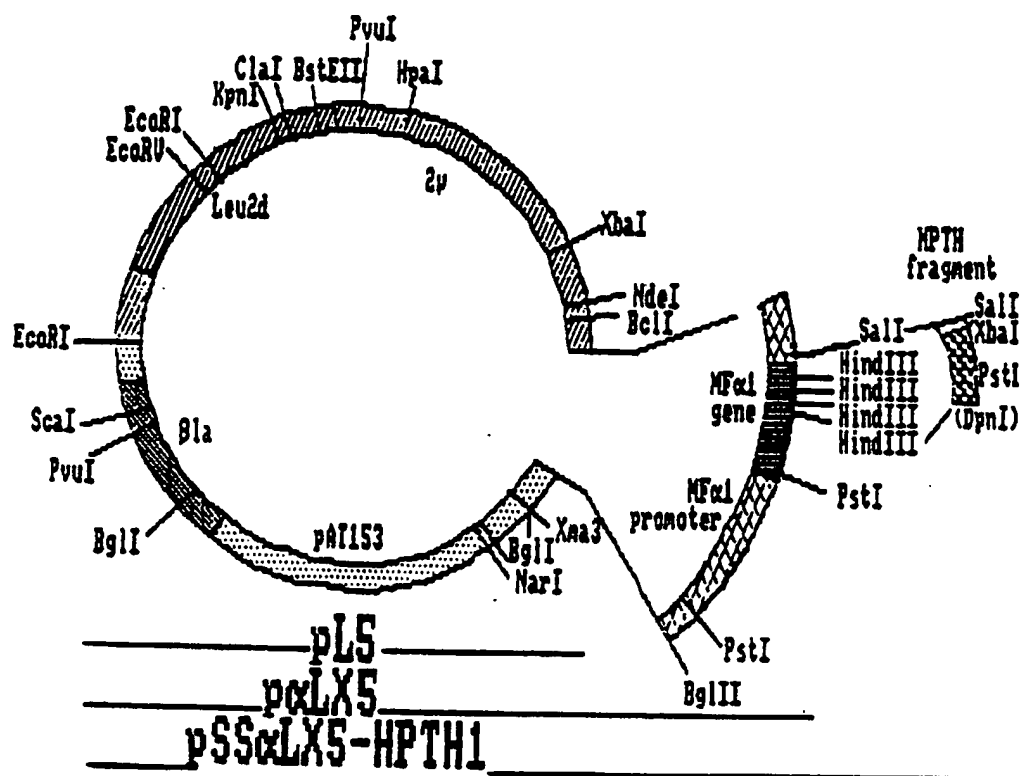 PvuI
ClaI BstEII HpaI
KpnI
EcoRI
EcoRV
Leu2d
2μ
XbaI
NdeI
BclI
EcoRI
ScaI
βla
PvuI
BglI
pAT153
Xma3
BglI
NarI
HPTH
fragment
SalI
SalI
(XbaI
HindIII
HindIII
HindIII
HindIII
PstI
(DpnI)
MFα1
gene
PstI
MFα1
promoter
PstI
BglII
pL5
pαLX5
pSSαLX5-HPTH1